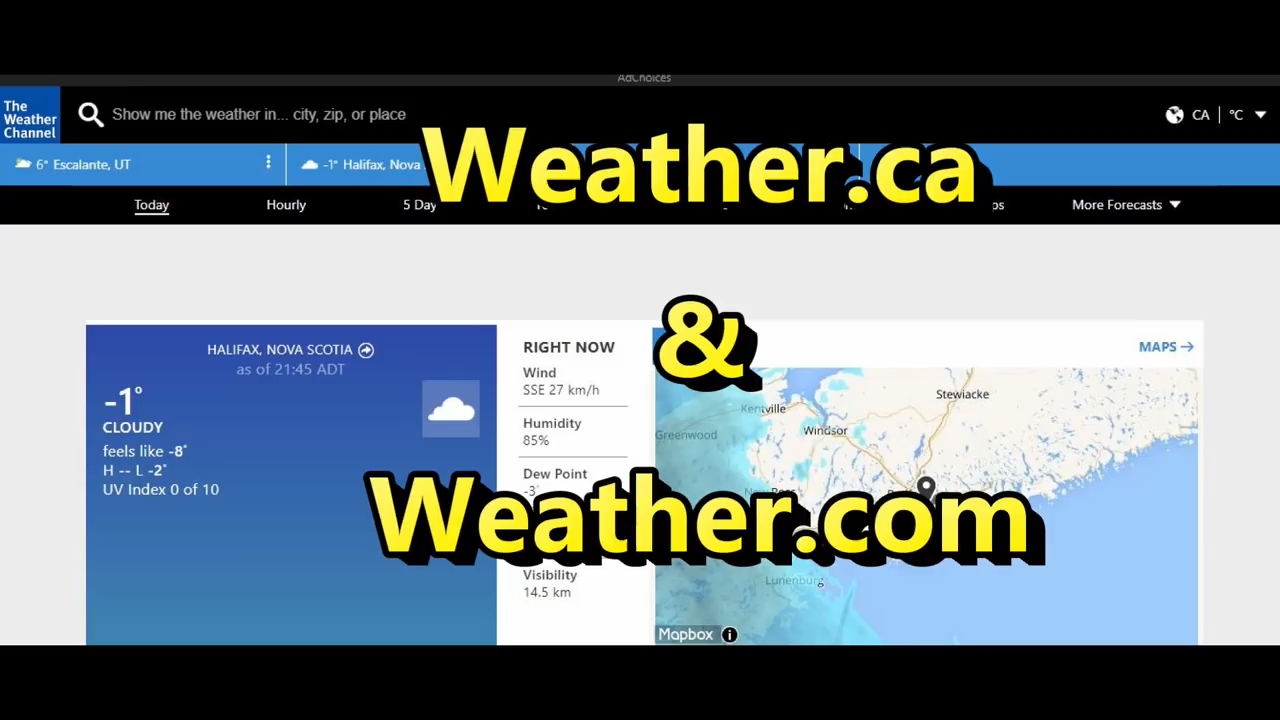 AdChoices
The
Weather
Channel
Show me the weather in... city, zip, or place
CA | °C
6° Escalante, UT
-1° Halifax, Nova
Weather.ca
Today
Hourly
5 Day
More Forecasts
&
HALIFAX, NOVA SCOTIA
as of 21:45 ADT
-1°
CLOUDY
feels like -8°
H -- L -2°
UV Index 0 of 10
RIGHT NOW
Wind
SSE 27 km/h
Humidity
85%
Dew Point
-3°
Visibility
14.5 km
MAPS
Stewiacke
Kentville
Windsor
Greenwood
Weather.com
Lunenburg
Mapbox